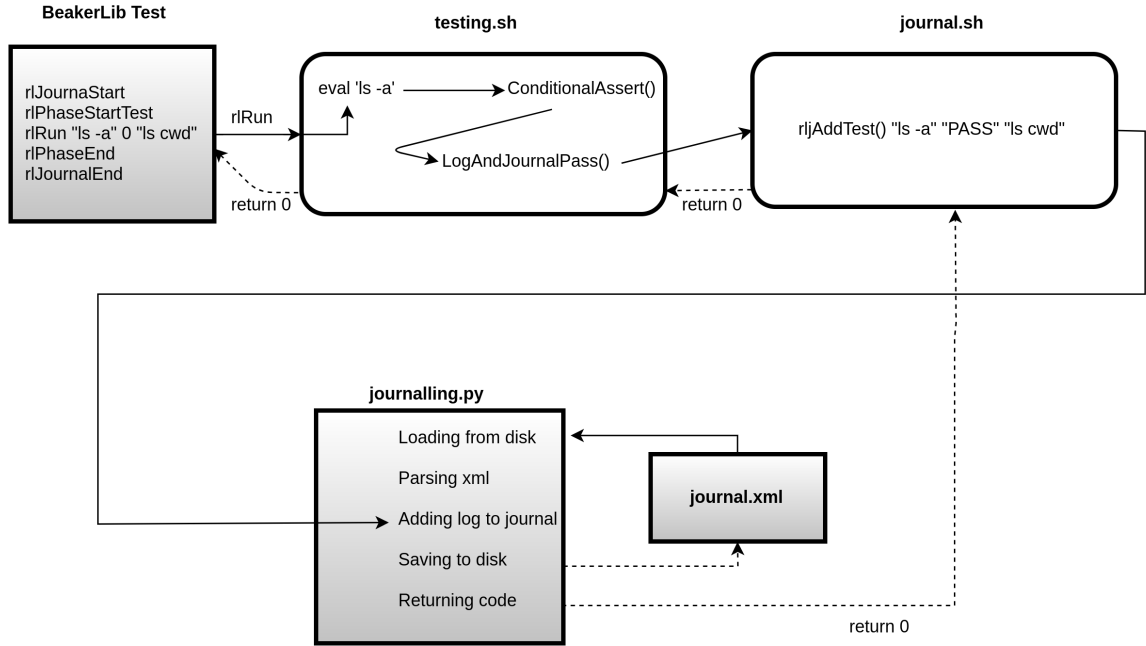 BeakerLib Test
rlJournaStart
rlPhaseStartTest
rlRun "ls -a" 0 "ls cwd"
rlPhaseEnd
rlJournalEnd
rlRun
return 0
testing.sh
eval 'ls -a'
ConditionalAssert()
LogAndJournalPass()
return 0
journal.sh
rljAddTest() "ls -a" "PASS" "ls cwd"
journalling.py
Loading from disk
Parsing xml
Adding log to journal
Saving to disk
Returning code
journal.xml
return 0